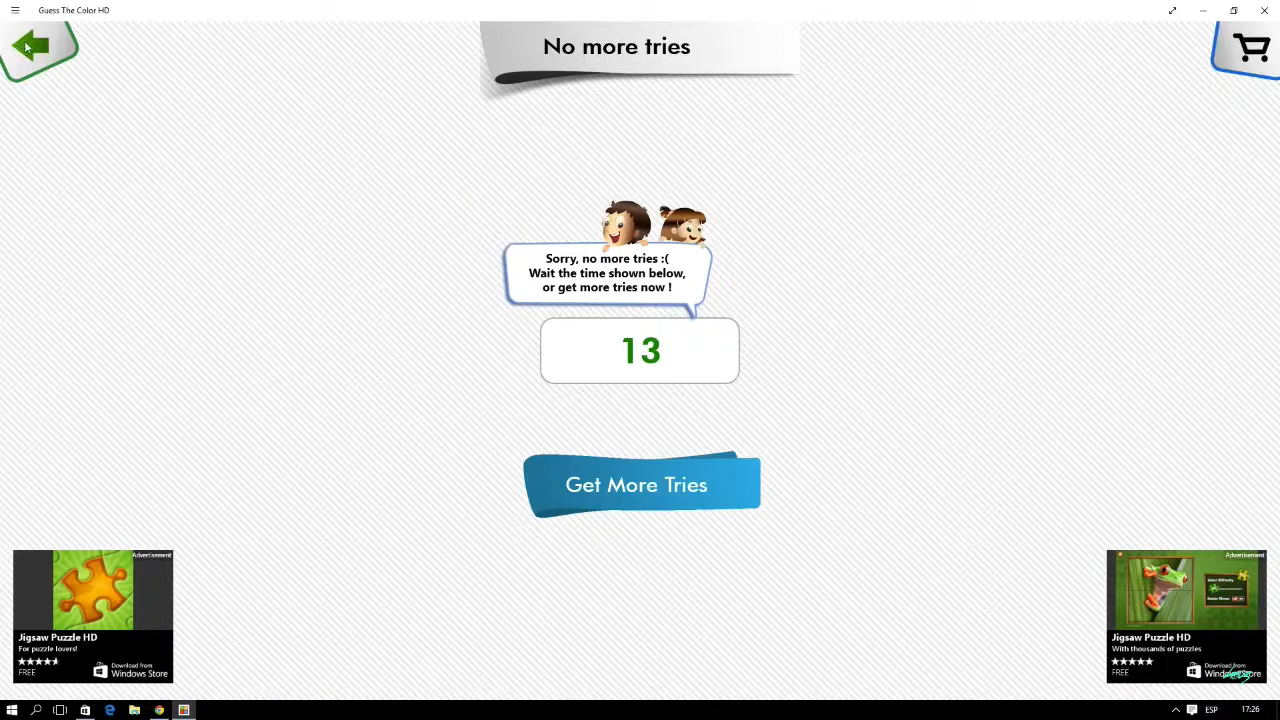 Guess The Color HD
No more tries
Sorry, no more tries :(
Wait the time shown below,
or get more tries now !
13
Get More Tries
Advertisement
Jigsaw Puzzle HD
For puzzle lovers!
FREE
Download from
Windows Store
Advertisement
Select Difficulty
Jigsaw Puzzle HD
With thousands of puzzles
FREE
Download from
ESP
17:26